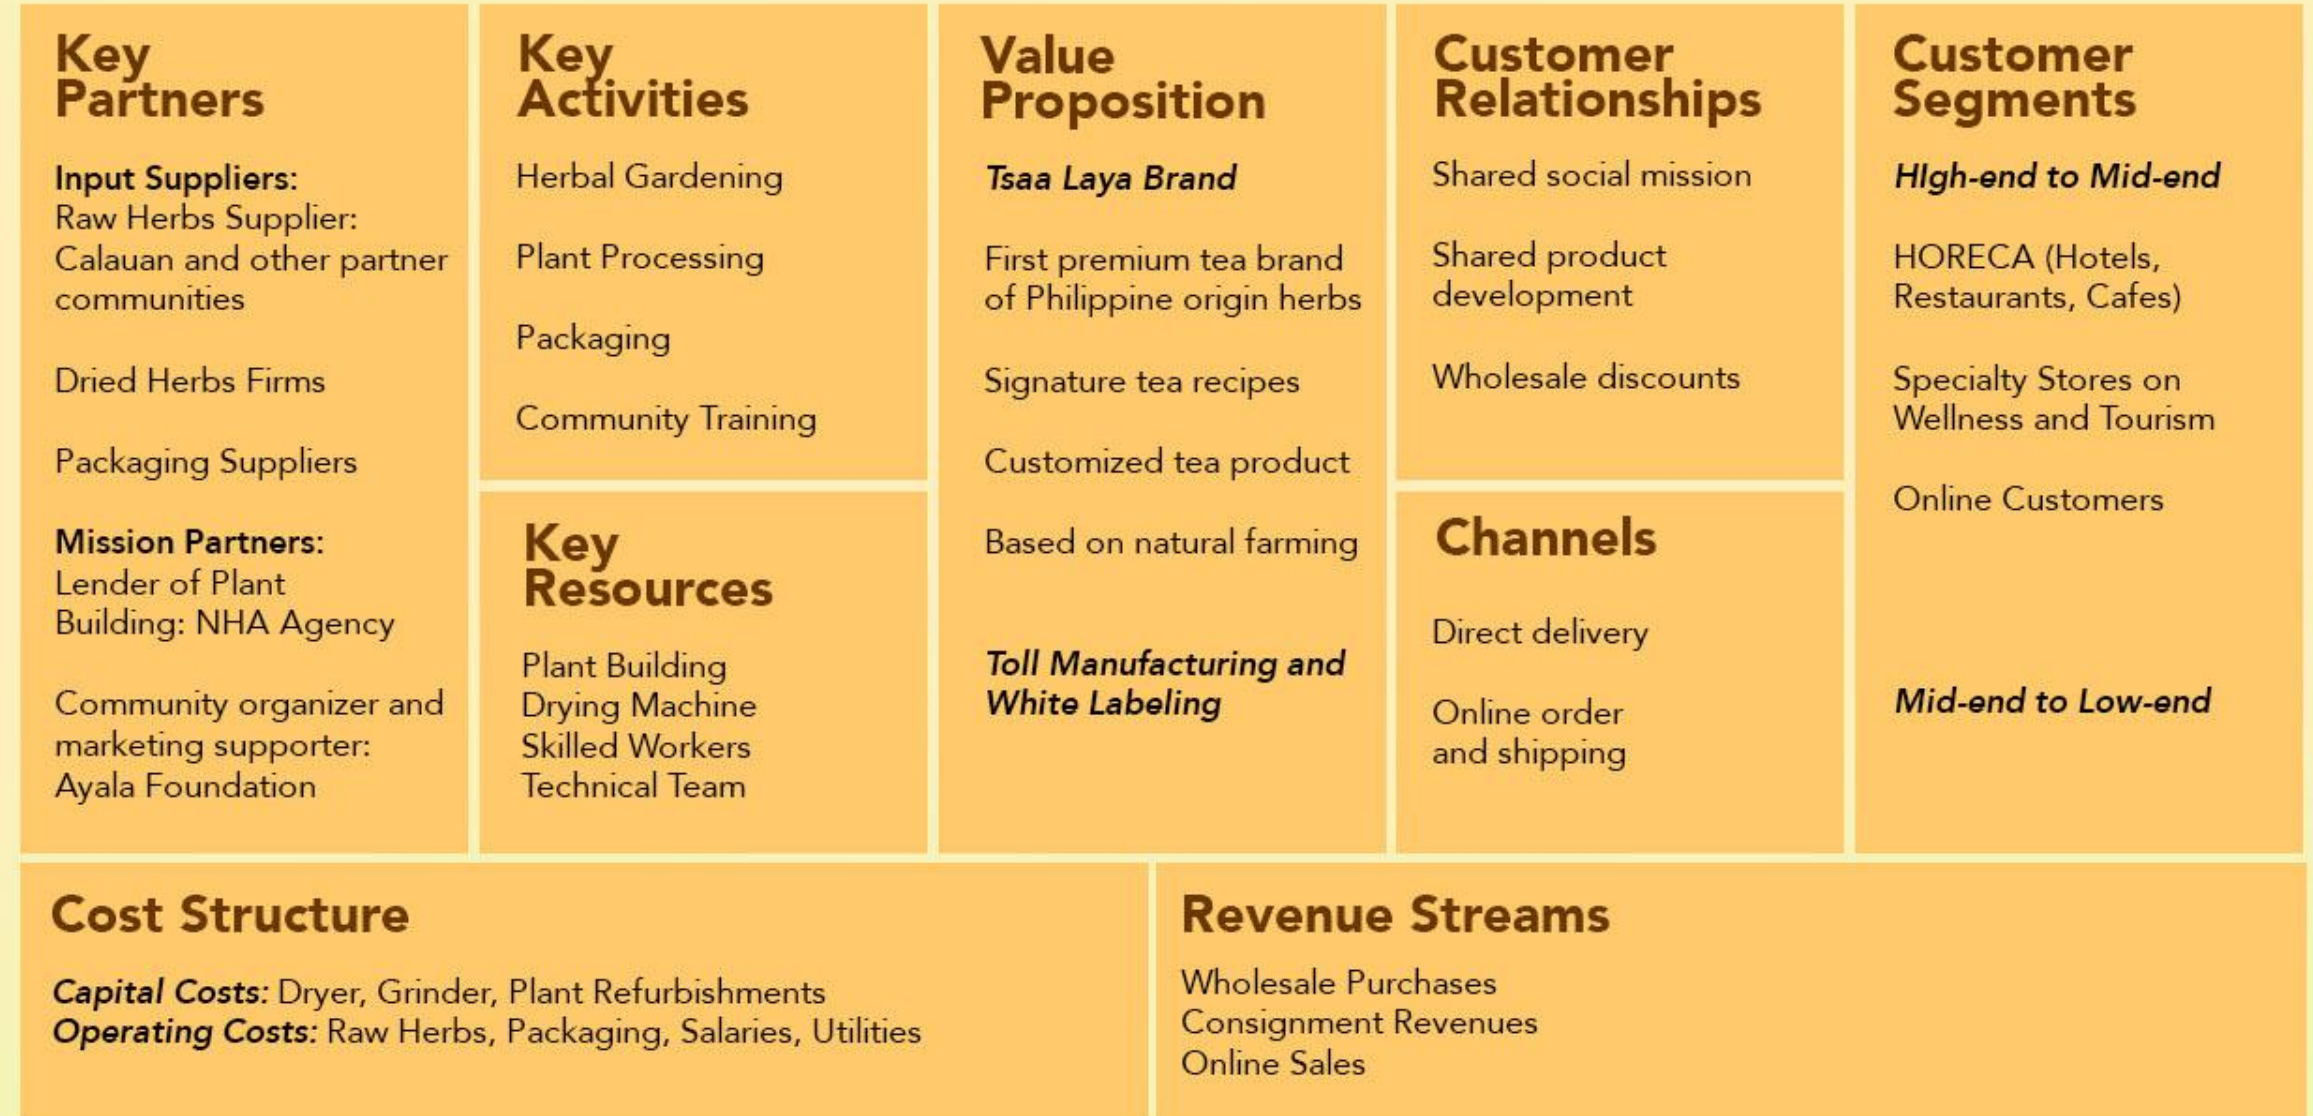 Key
Partners
Input Suppliers:
Raw Herbs Supplier:
Calauan and other partner
communities
Dried Herbs Firms
Packaging Suppliers
Mission Partners:
Lender of Plant
Building: NHA Agency
Community organizer and
marketing supporter:
Ayala Foundation
Key
Activities
Herbal Gardening
Plant Processing
Packaging
Community Training
Key
Resources
Plant Building
Drying Machine
Skilled Workers
Technical Team
Value
Proposition
Tsaa Laya Brand
First premium tea brand
of Philippine origin herbs
Signature tea recipes
Customized tea product
Based on natural farming
Toll Manufacturing and
White Labeling
Customer
Relationships
Shared social mission
Shared product
development
Wholesale discounts
Channels
Direct delivery
Online order
and shipping
Customer
Segments
HIgh-end to Mid-end
HORECA (Hotels,
Restaurants, Cafes)
Specialty Stores on
Wellness and Tourism
Online Customers
Mid-end to Low-end
Cost Structure
Capital Costs: Dryer, Grinder, Plant Refurbishments
Operating Costs: Raw Herbs, Packaging, Salaries, Utilities
Revenue Streams
Wholesale Purchases
Consignment Revenues
Online Sales